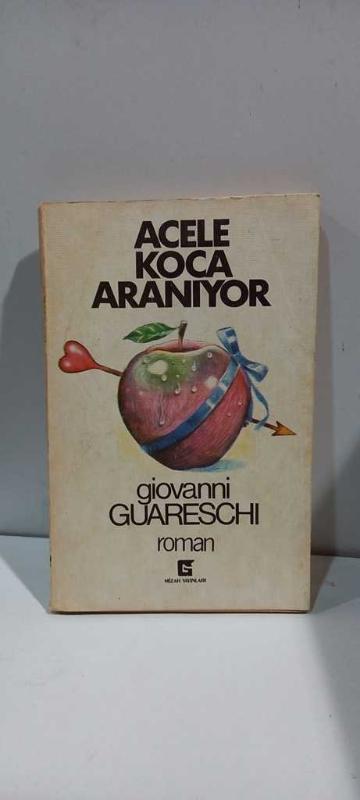 ACELE
KOCA
ARANIYOR
giovanni
GUARESCHI
roman
G
MİZAH YAYINLARI